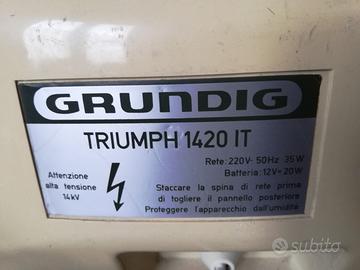 GRUNDIG
TRIUMPH 1420 IT
Rete: 220V- 50Hz 35W
Batteria: 12V= 20W
Attenzione
alta tensione
14kV
Staccare la spina di rete prima
di togliere il pannello posteriore
Proteggere l'apparecchio dall'umidità
subito